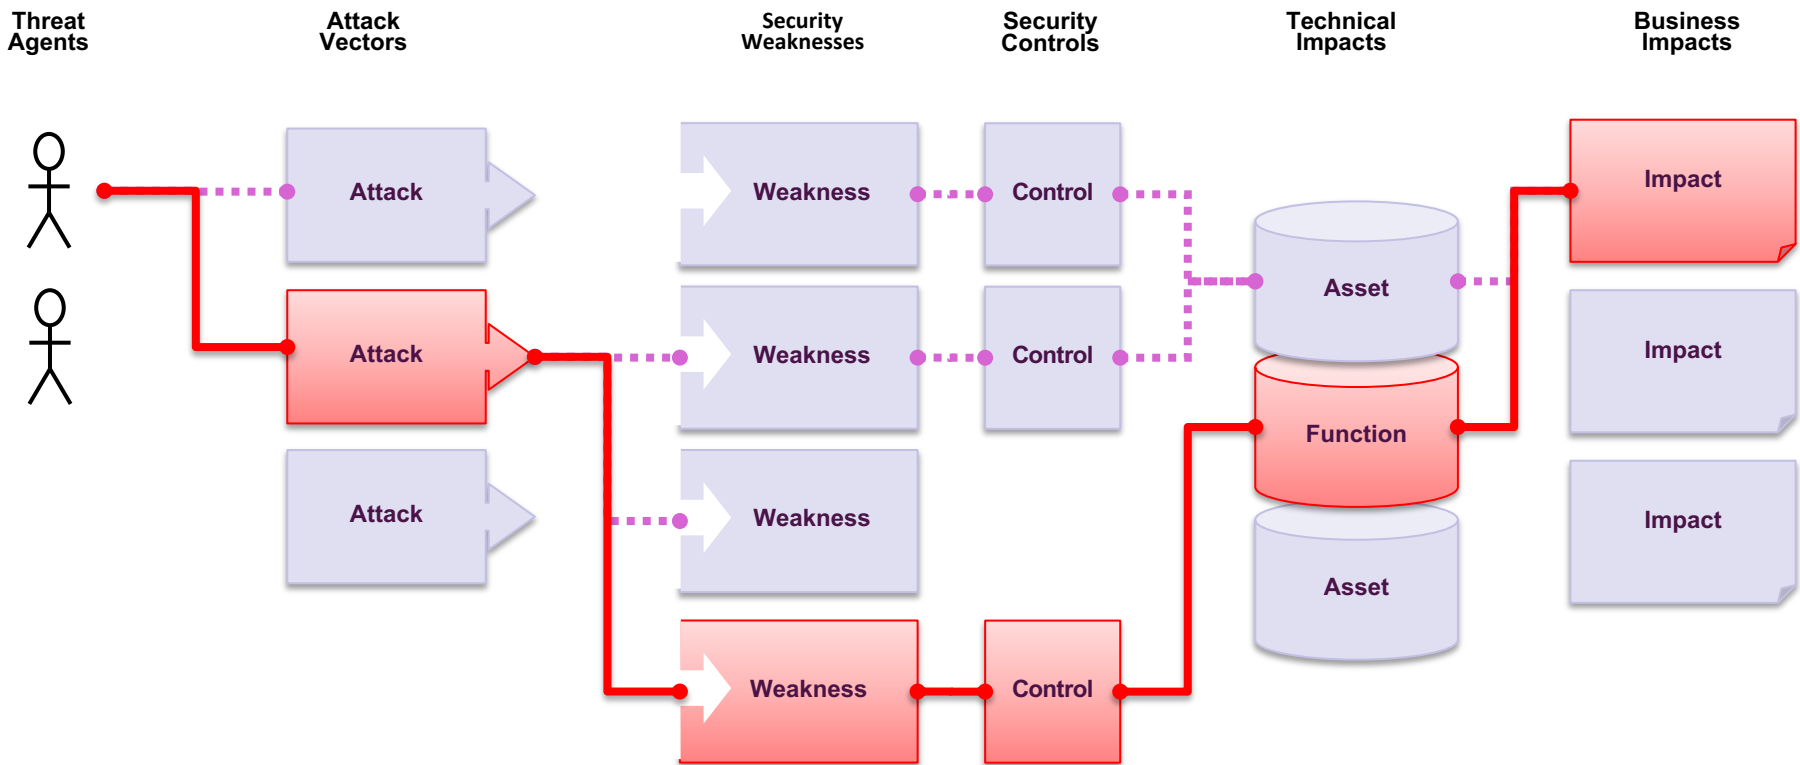 Threat
Agents
Attack
Vectors
Security
Weaknesses
Security
Controls
Technical
Impacts
Business
Impacts
Attack
Weakness
Control
Asset
Impact
Attack
Weakness
Control
Function
Impact
Attack
Weakness
Asset
Impact
Weakness
Control